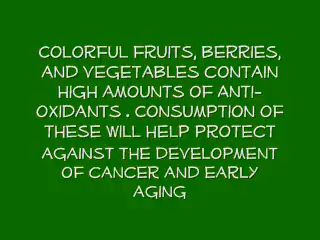 COLORFUL FRUITS, BERRIES,
AND VEGETABLES CONTAIN
HIGH AMOUNTS OF ANTI-
OXIDANTS . CONSUMPTION OF
THESE WILL HELP PROTECT
AGAINST THE DEVELOPMENT
OF CANCER AND EARLY
AGING